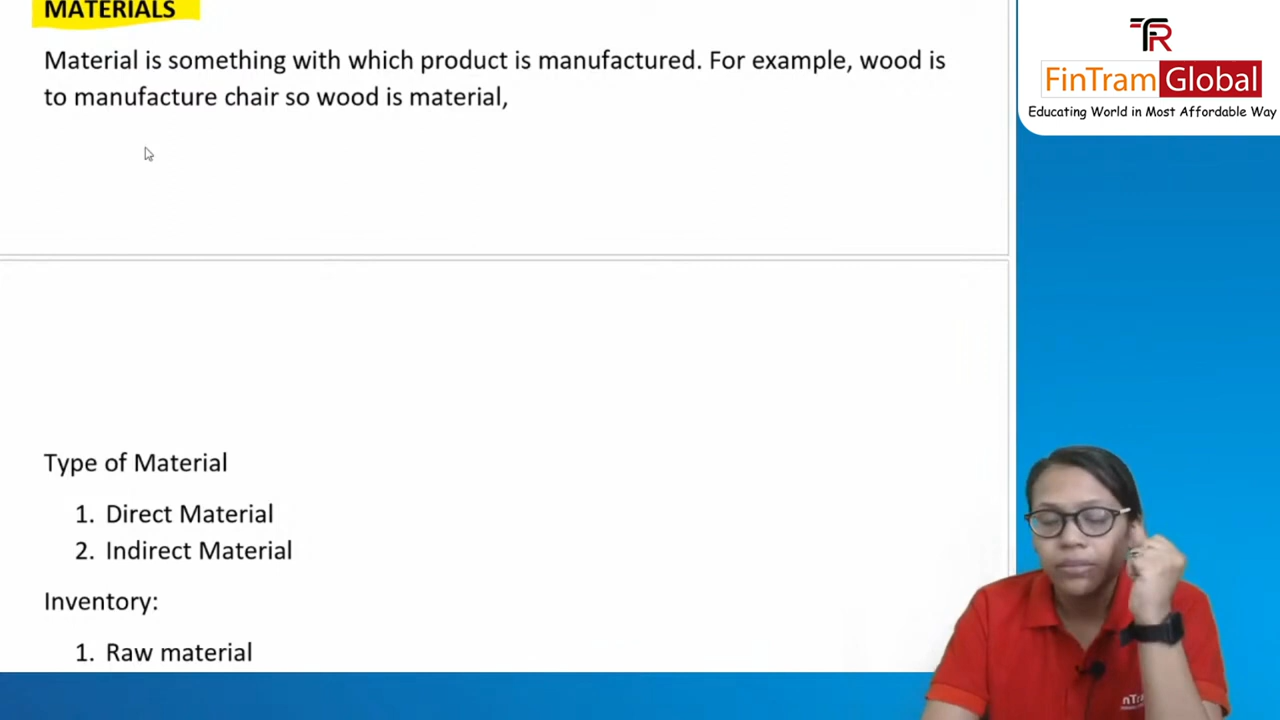 MATERIALS
Material is something with which product is manufactured. For example, wood is
to manufacture chair so wood is material,
Type of Material
1. Direct Material
2. Indirect Material
Inventory:
1. Raw material
FinTram Global
Educating World in Most Affordable Way